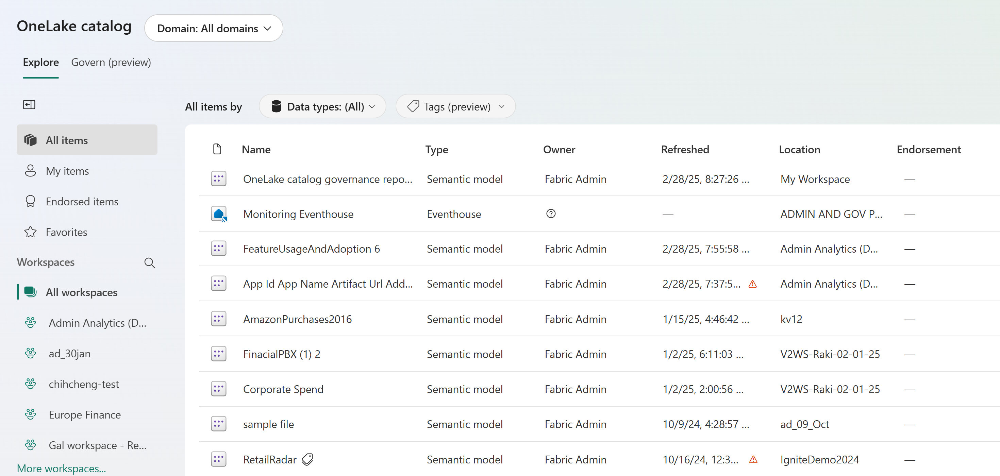 OneLake catalog
Domain: All domains
Explore Govern (preview)
All items by Data types: (All) Tags (preview)
All items
My items
Endorsed items
Favorites
Workspaces
All workspaces
Admin Analytics (D...
ad_30jan
chihcheng-test
Europe Finance
Gal workspace - Re...
More workspaces...
Name Type Owner Refreshed Location Endorsement
OneLake catalog governance repo... Semantic model Fabric Admin 2/28/25, 8:27:26 ... My Workspace —
Monitoring Eventhouse Eventhouse — ADMIN AND GOV P... —
FeatureUsageAndAdoption 6 Semantic model Fabric Admin 2/28/25, 7:55:58 ... Admin Analytics (D... —
App Id App Name Artifact Url Add... Semantic model Fabric Admin 2/28/25, 7:37:5... Admin Analytics (D... —
AmazonPurchases2016 Semantic model Fabric Admin 1/15/25, 4:46:42 ... kv12 —
FinacialPBX (1) 2 Semantic model Fabric Admin 1/2/25, 6:11:03 ... V2WS-Raki-02-01-25 —
Corporate Spend Semantic model Fabric Admin 1/2/25, 2:00:56 ... V2WS-Raki-02-01-25 —
sample file Semantic model Fabric Admin 10/9/24, 4:28:57 ... ad_09_Oct —
RetailRadar Semantic model Fabric Admin 10/16/24, 12:3... IgniteDemo2024 —